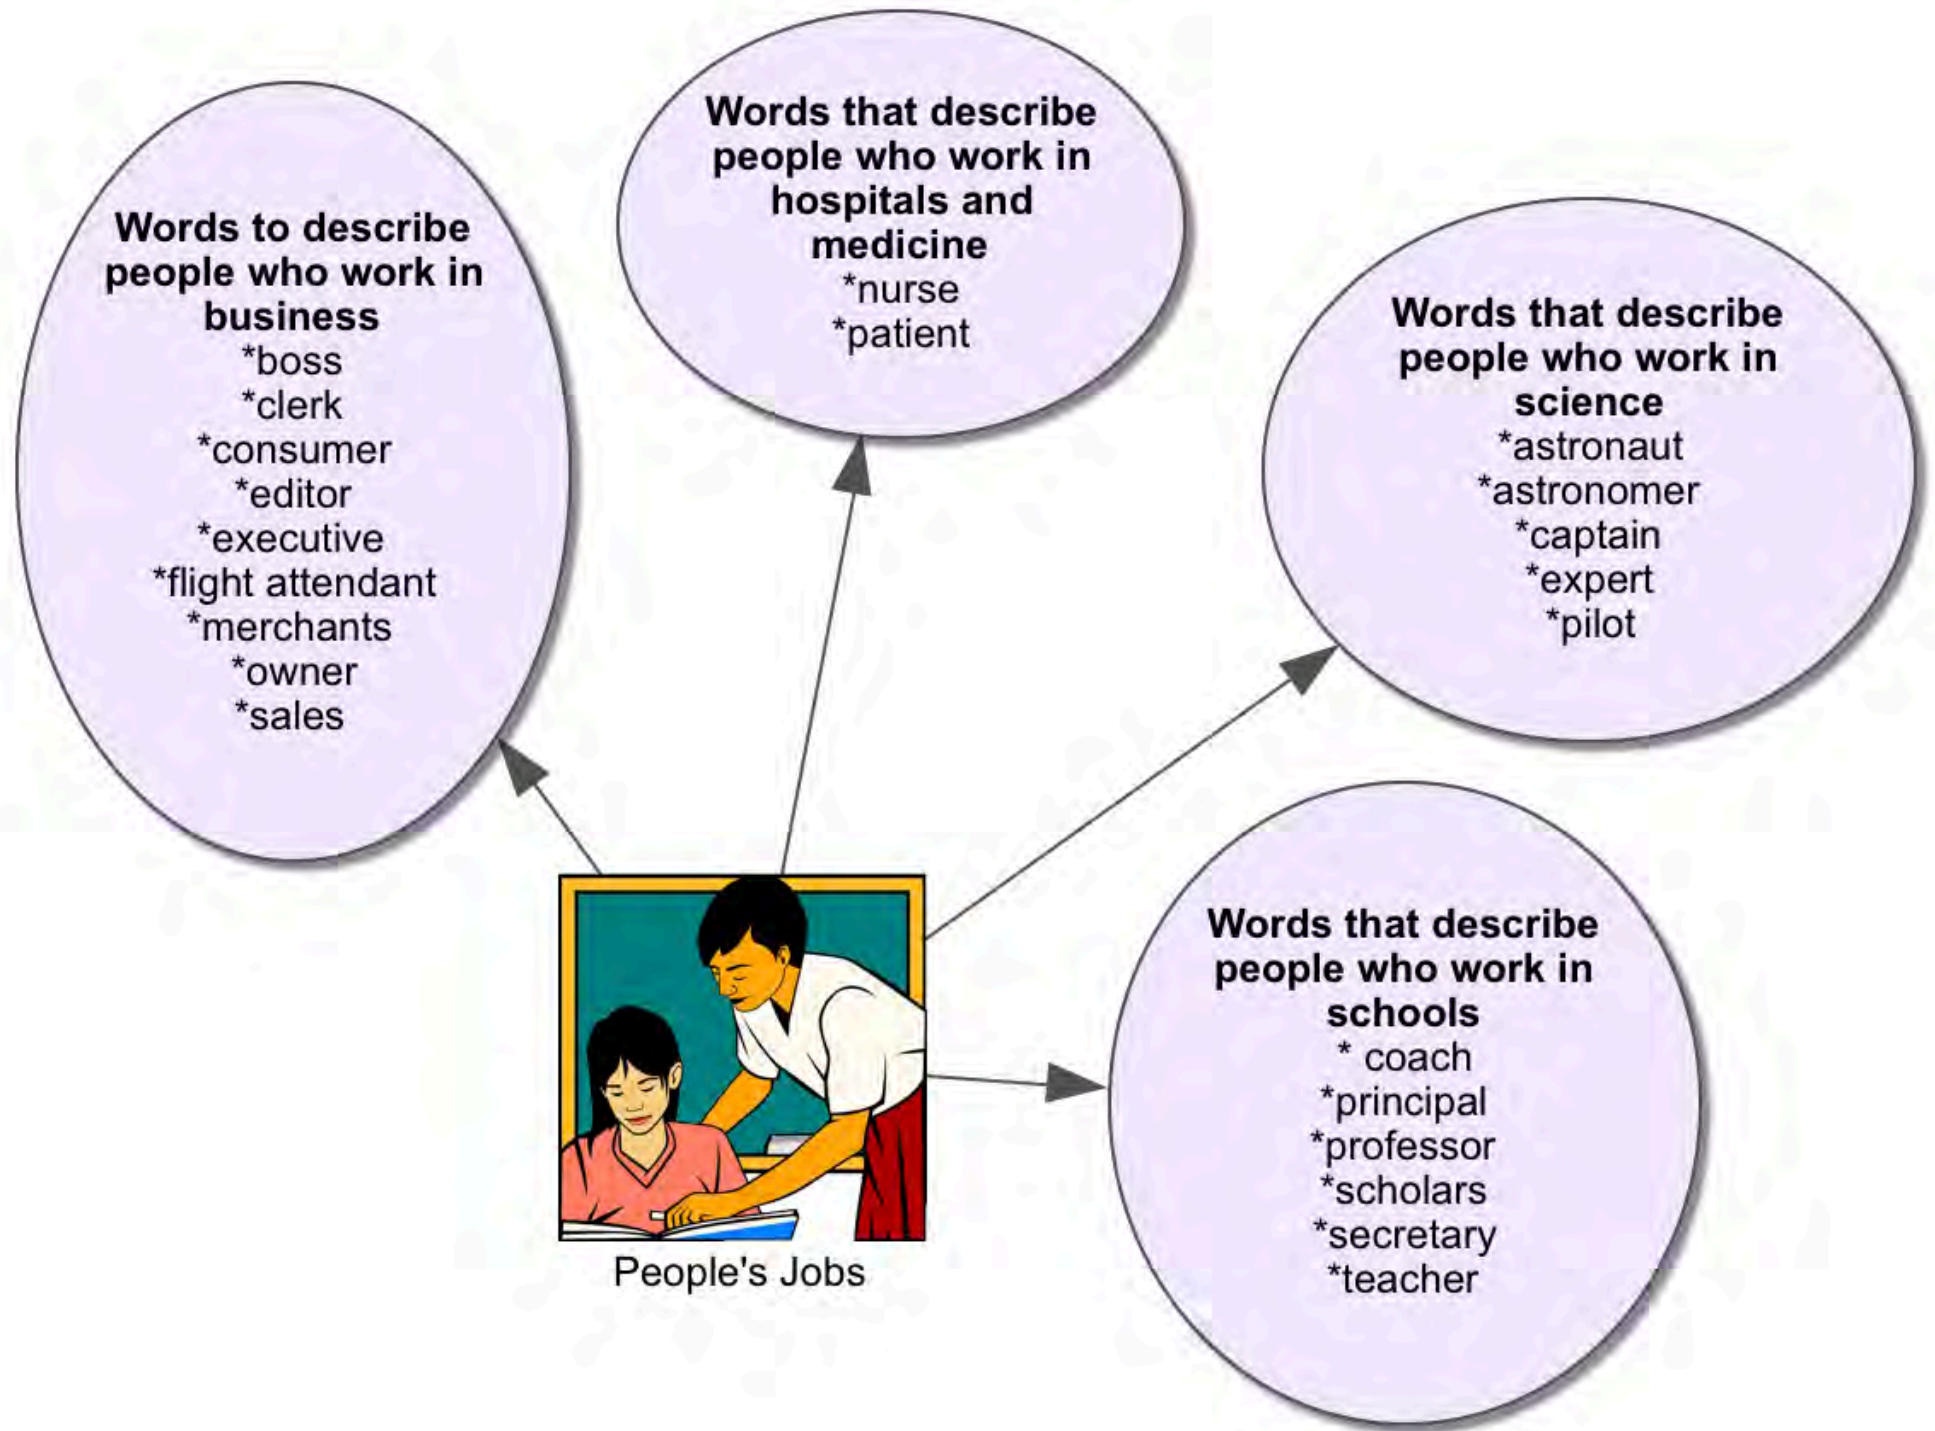 Words to describe
people who work in
business
*boss
*clerk
*consumer
*editor
*executive
*flight attendant
*merchants
*owner
*sales
Words that describe
people who work in
hospitals and
medicine
*nurse
*patient
Words that describe
people who work in
science
*astronaut
*astronomer
*captain
*expert
*pilot
Words that describe
people who work in
schools
* coach
*principal
*professor
*scholars
*secretary
*teacher
People's Jobs